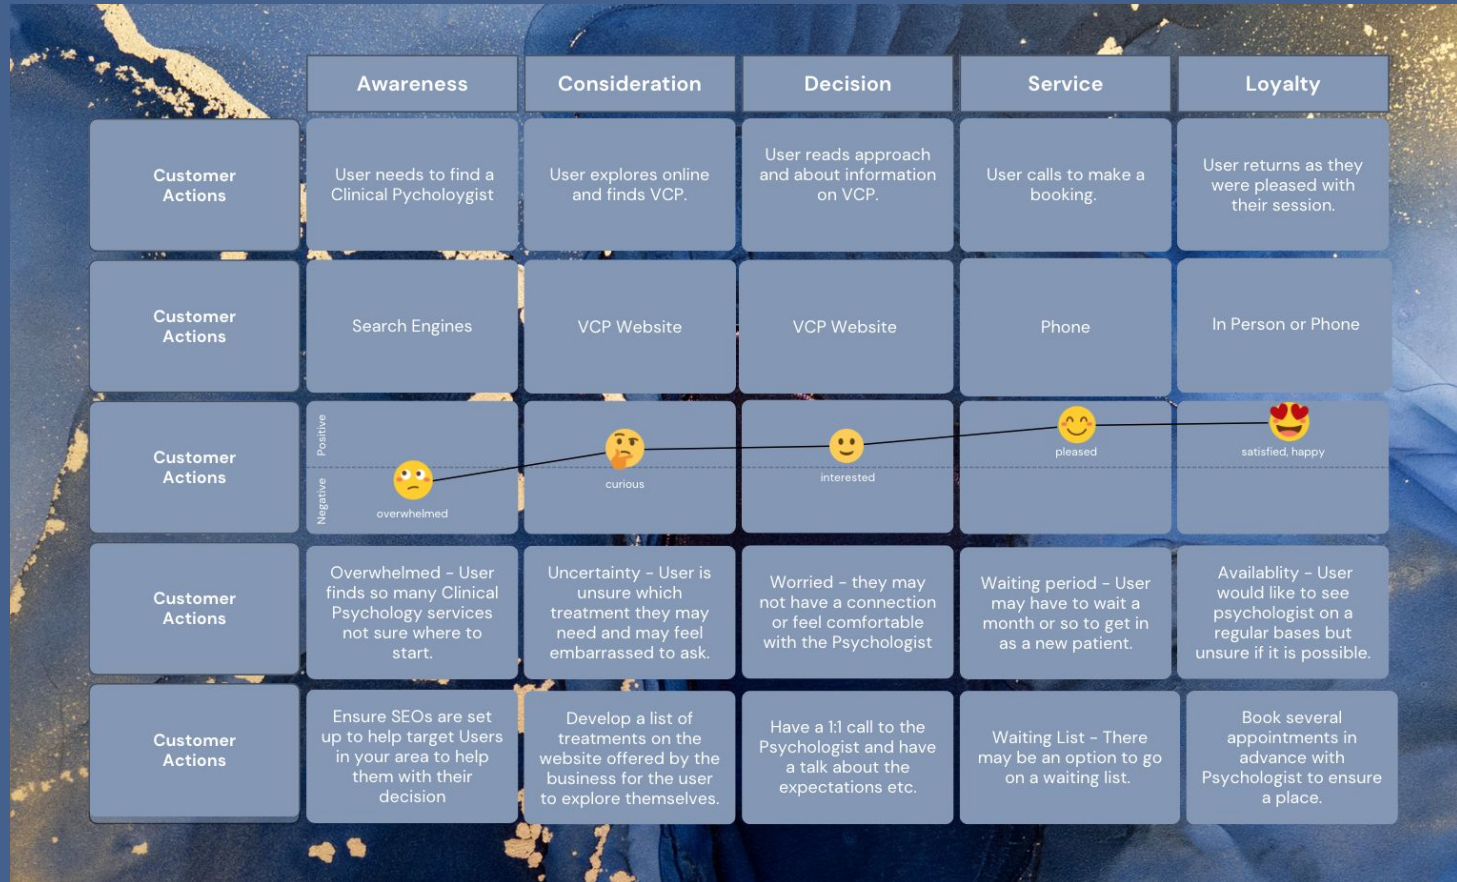 Awareness
Consideration
Decision
Service
Loyalty
Customer
Actions
User needs to find a
Clinical Pycholoygist
User explores online
and finds VCP.
User reads approach
and about information
on VCP.
User calls to make a
booking.
User returns as they
were pleased with
their session.
Customer
Actions
Search Engines
VCP Website
VCP Website
Phone
In Person or Phone
Customer
Actions
Positive
Negative
overwhelmed
curious
interested
pleased
satisfied, happy
Customer
Actions
Overwhelmed - User
finds so many Clinical
Psychology services
not sure where to
start.
Uncertainty - User is
unsure which
treatment they may
need and may feel
embarrassed to ask.
Worried - they may
not have a connection
or feel comfortable
with the Psychologist
Waiting period - User
may have to wait a
month or so to get in
as a new patient.
Availablity - User
would like to see
psychologist on a
regular bases but
unsure if it is possible.
Customer
Actions
Ensure SEOs are set
up to help target Users
in your area to help
them with their
decision
Develop a list of
treatments on the
website offered by the
business for the user
to explore themselves.
Have a 1:1 call to the
Psychologist and have
a talk about the
expectations etc.
Waiting List - There
may be an option to go
on a waiting list.
Book several
appointments in
advance with
Psychologist to ensure
a place.